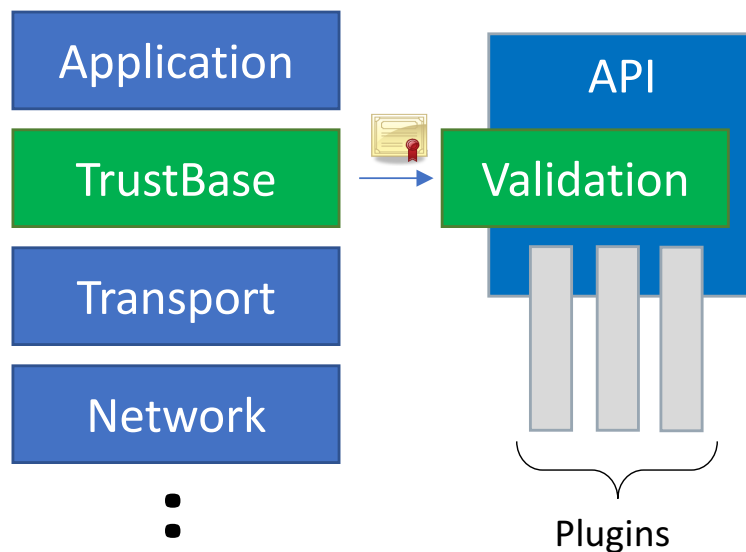 Application
TrustBase
Transport
Network
API
Validation
Plugins